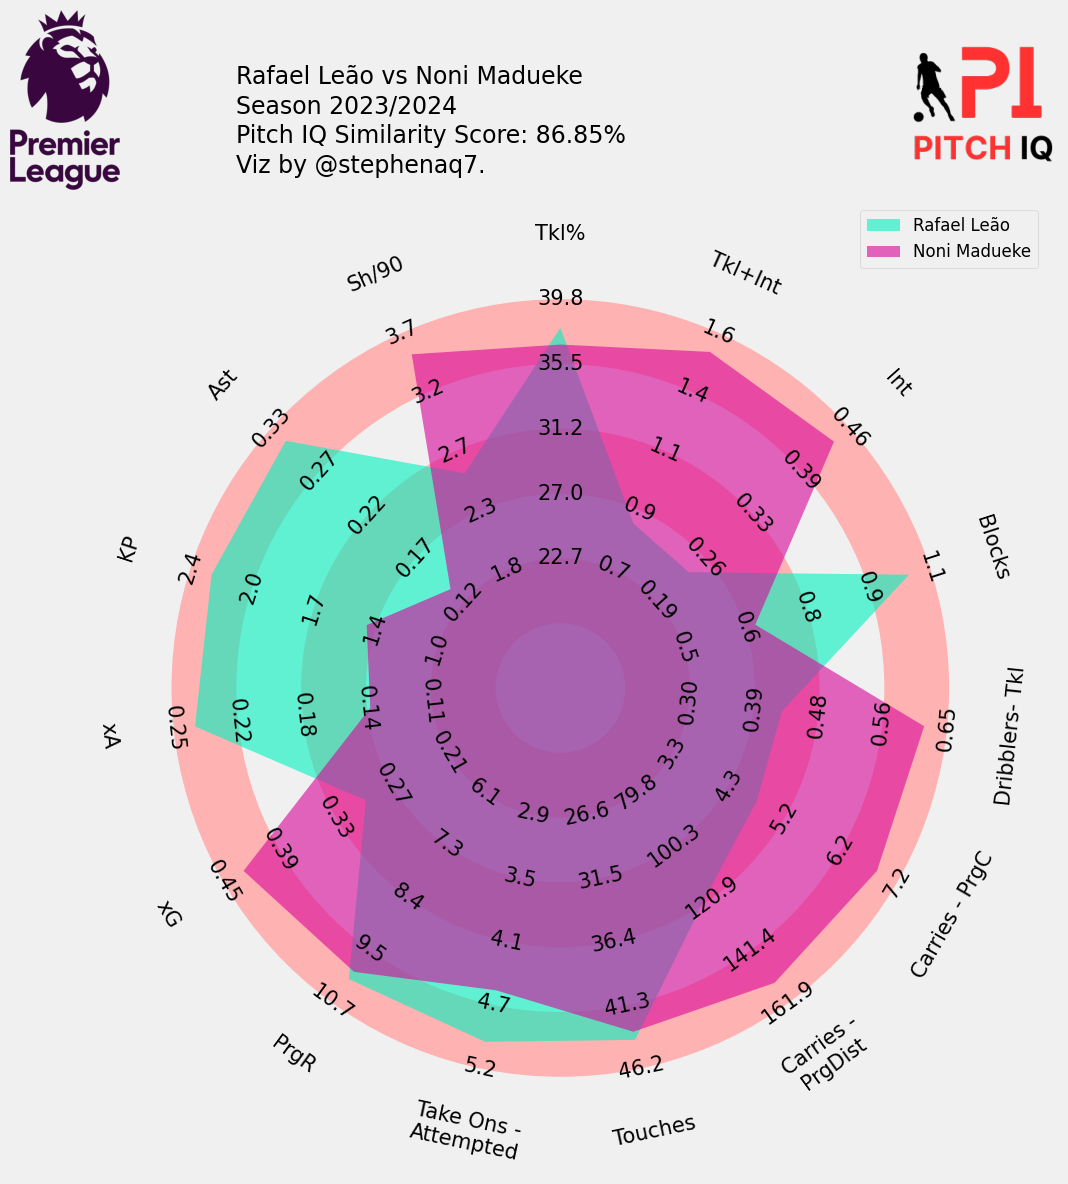 Premier
League
Rafael Leão vs Noni Madueke
Season 2023/2024
Pitch IQ Similarity Score: 86.85%
Viz by @stephenaq7.
PI
PITCH IQ
Rafael Leão
Noni Madueke
Tkl%
39.8
35.5
31.2
27.0
22.7
Tkl+Int
1.6
1.4
1.1
0.9
0.7
Int
0.46
0.39
0.33
0.26
0.19
Blocks
1.1
0.9
0.8
0.6
0.5
Dribblers- Tkl
0.65
0.56
0.48
0.39
0.30
Carries - PrgC
7.2
6.2
5.2
4.3
3.3
Carries -
PrgDist
161.9
141.4
120.9
100.3
79.8
Touches
46.2
41.3
36.4
31.5
26.6
Take Ons -
Attempted
5.2
4.7
4.1
3.5
2.9
PrgR
10.7
9.5
8.4
7.3
6.1
xG
0.45
0.39
0.33
0.27
0.21
xA
0.25
0.22
0.18
0.14
0.11
KP
2.4
2.0
1.7
1.4
1.0
Ast
0.33
0.27
0.22
0.17
0.12
Sh/90
3.7
3.2
2.7
2.3
1.8